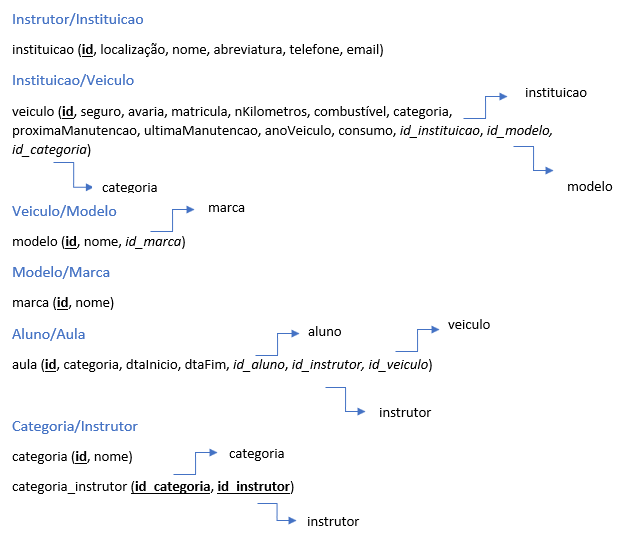 Instrutor/Instituicao
instituicao (id, localização, nome, abreviatura, telefone, email)
Instituicao/Veiculo
instituicao
veiculo (id, seguro, avaria, matricula, nKilometros, combustível, categoria,
proximaManutencao, ultimaManutencao, anoVeiculo, consumo, id_instituicao, id_modelo,
id_categoria)
categoria
modelo
Veiculo/Modelo
marca
modelo (id, nome, id_marca)
Modelo/Marca
marca (id, nome)
Aluno/Aula
aluno
veiculo
aula (id, categoria, dtaInicio, dtaFim, id_aluno, id_instrutor, id_veiculo)
instrutor
Categoria/Instrutor
categoria (id, nome)
categoria
categoria_instrutor (id_categoria, id_instrutor)
instrutor